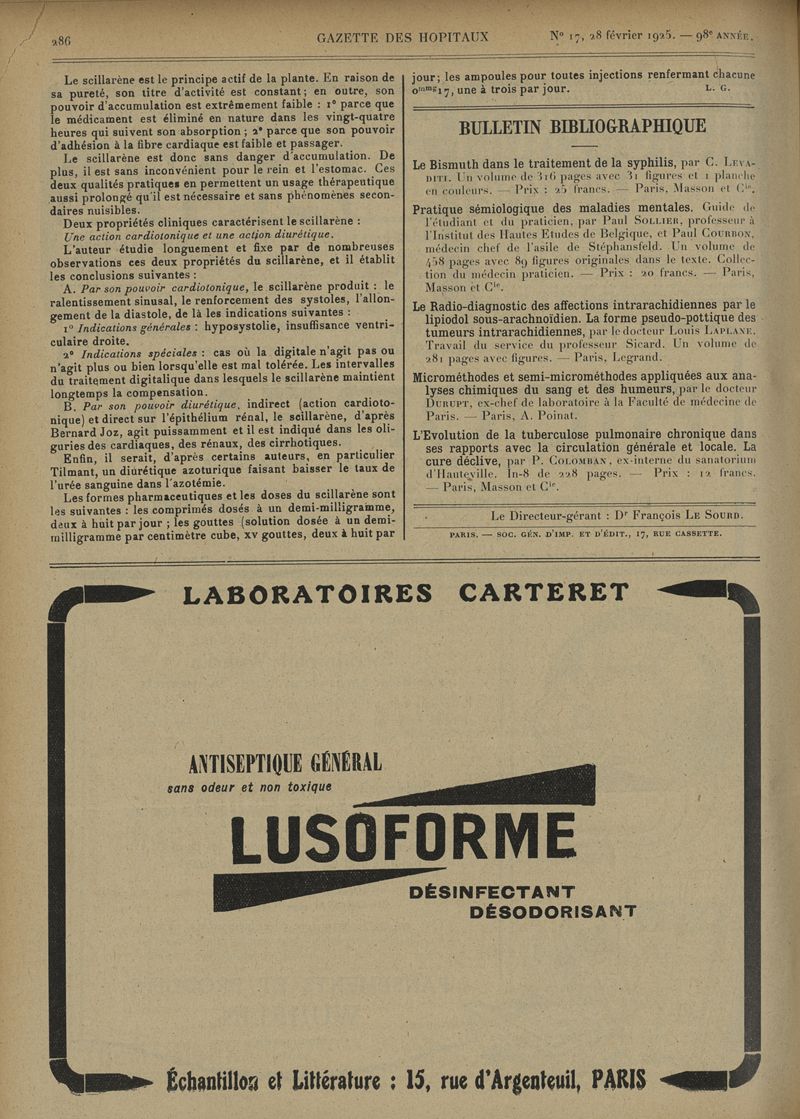 286
GAZETTE DES HOPITAUX
N° 17, 28 février 1925. — 98e ANNÉE.
Le scillarène est le principe actif de la plante. En raison de
sa pureté, son titre d'activité est constant; en outre, son
pouvoir d'accumulation est extrêmement faible : 1° parce que
le médicament est éliminé en nature dans les vingt-quatre
heures qui suivent son absorption ; 2° parce que son pouvoir
d'adhésion à la fibre cardiaque est faible et passager.
Le scillarène est donc sans danger d'accumulation. De
plus, il est sans inconvénient pour le rein et l'estomac. Ces
deux qualités pratiques en permettent un usage thérapeutique
aussi prolongé qu'il est nécessaire et sans phénomènes secon-
daires nuisibles.
Deux propriétés cliniques caractérisent le scillarène :
Une action cardiotonique et une action diurétique.
L'auteur étudie longuement et fixe par de nombreuses
observations ces deux propriétés du scillarène, et il établit
les conclusions suivantes :
A. Par son pouvoir cardiotonique, le scillarène produit : le
ralentissement sinusal, le renforcement des systoles, l'allon-
gement de la diastole, de là les indications suivantes :
1° Indications générales : hyposystolie, insuffisance ventri-
culaire droite.
2° Indications spéciales : cas où la digitale n'agit pas ou
n'agit plus ou bien lorsqu'elle est mal tolérée. Les intervalles
du traitement digitalique dans lesquels le scillarène maintient
longtemps la compensation.
B. Par son pouvoir diurétique, indirect (action cardioto-
nique) et direct sur l'épithélium rénal, le scillarène, d'après
Bernard Joz, agit puissamment et il est indiqué dans les oli-
guries des cardiaques, des rénaux, des cirrhotiques.
Enfin, il serait, d'après certains auteurs, en particulier
Tilmant, un diurétique azoturique faisant baisser le taux de
l'urée sanguine dans l'azotémie.
Les formes pharmaceutiques et les doses du scillarène sont
les suivantes : les comprimés dosés à un demi-milligramme,
deux à huit par jour ; les gouttes (solution dosée à un demi-
milligramme par centimètre cube, xv gouttes, deux à huit par
jour; les ampoules pour toutes injections renfermant chacune
0mmg17, une à trois par jour. L. G.
BULLETIN BIBLIOGRAPHIQUE
Le Bismuth dans le traitement de la syphilis, par C. LEVA-
DITI. Un volume de 316 pages avec 31 figures et 1 planche
en couleurs. — Prix : 25 francs. — Paris, Masson et Cie.
Pratique sémiologique des maladies mentales. Guide de
l'étudiant et du praticien, par Paul SOLLIER, professeur à
l'Institut des Hautes Etudes de Belgique, et Paul COURBON,
médecin chef de l'asile de Stéphansfeld. Un volume de
458 pages avec 89 figures originales dans le texte. Collec-
tion du médecin praticien. — Prix : 20 francs. — Paris,
Masson et Cie.
Le Radio-diagnostic des affections intrarachidiennes par le
lipiodol sous-arachnoïdien. La forme pseudo-pottique des
tumeurs intrarachidiennes, par le docteur Louis LAPLANE.
Travail du service du professeur Sicard. Un volume de
281 pages avec figures. — Paris, Legrand.
Microméthodes et semi-microméthodes appliquées aux ana-
lyses chimiques du sang et des humeurs, par le docteur
DURUPT, ex-chef de laboratoire à la Faculté de médecine de
Paris. — Paris, A. Poinat.
L'Evolution de la tuberculose pulmonaire chronique dans
ses rapports avec la circulation générale et locale. La
cure déclive, par P. COLOMBAN, ex-interne du sanatorium
d'Hauteville. In-8 de 228 pages. — Prix : 12 francs.
— Paris, Masson et Cie.
Le Directeur-gérant : Dr François LE SOURD.
PARIS. — SOC. GÉN. D'IMP. ET D'ÉDIT., 17, RUE CASSETTE.
LABORATOIRES CARTERET
ANTISEPTIQUE GÉNÉRAL
sans odeur et non toxique
LUSOFORME
DÉSINFECTANT
DÉSODORISANT
Échantillon et Littérature : 15, rue d'Argenteuil, PARIS